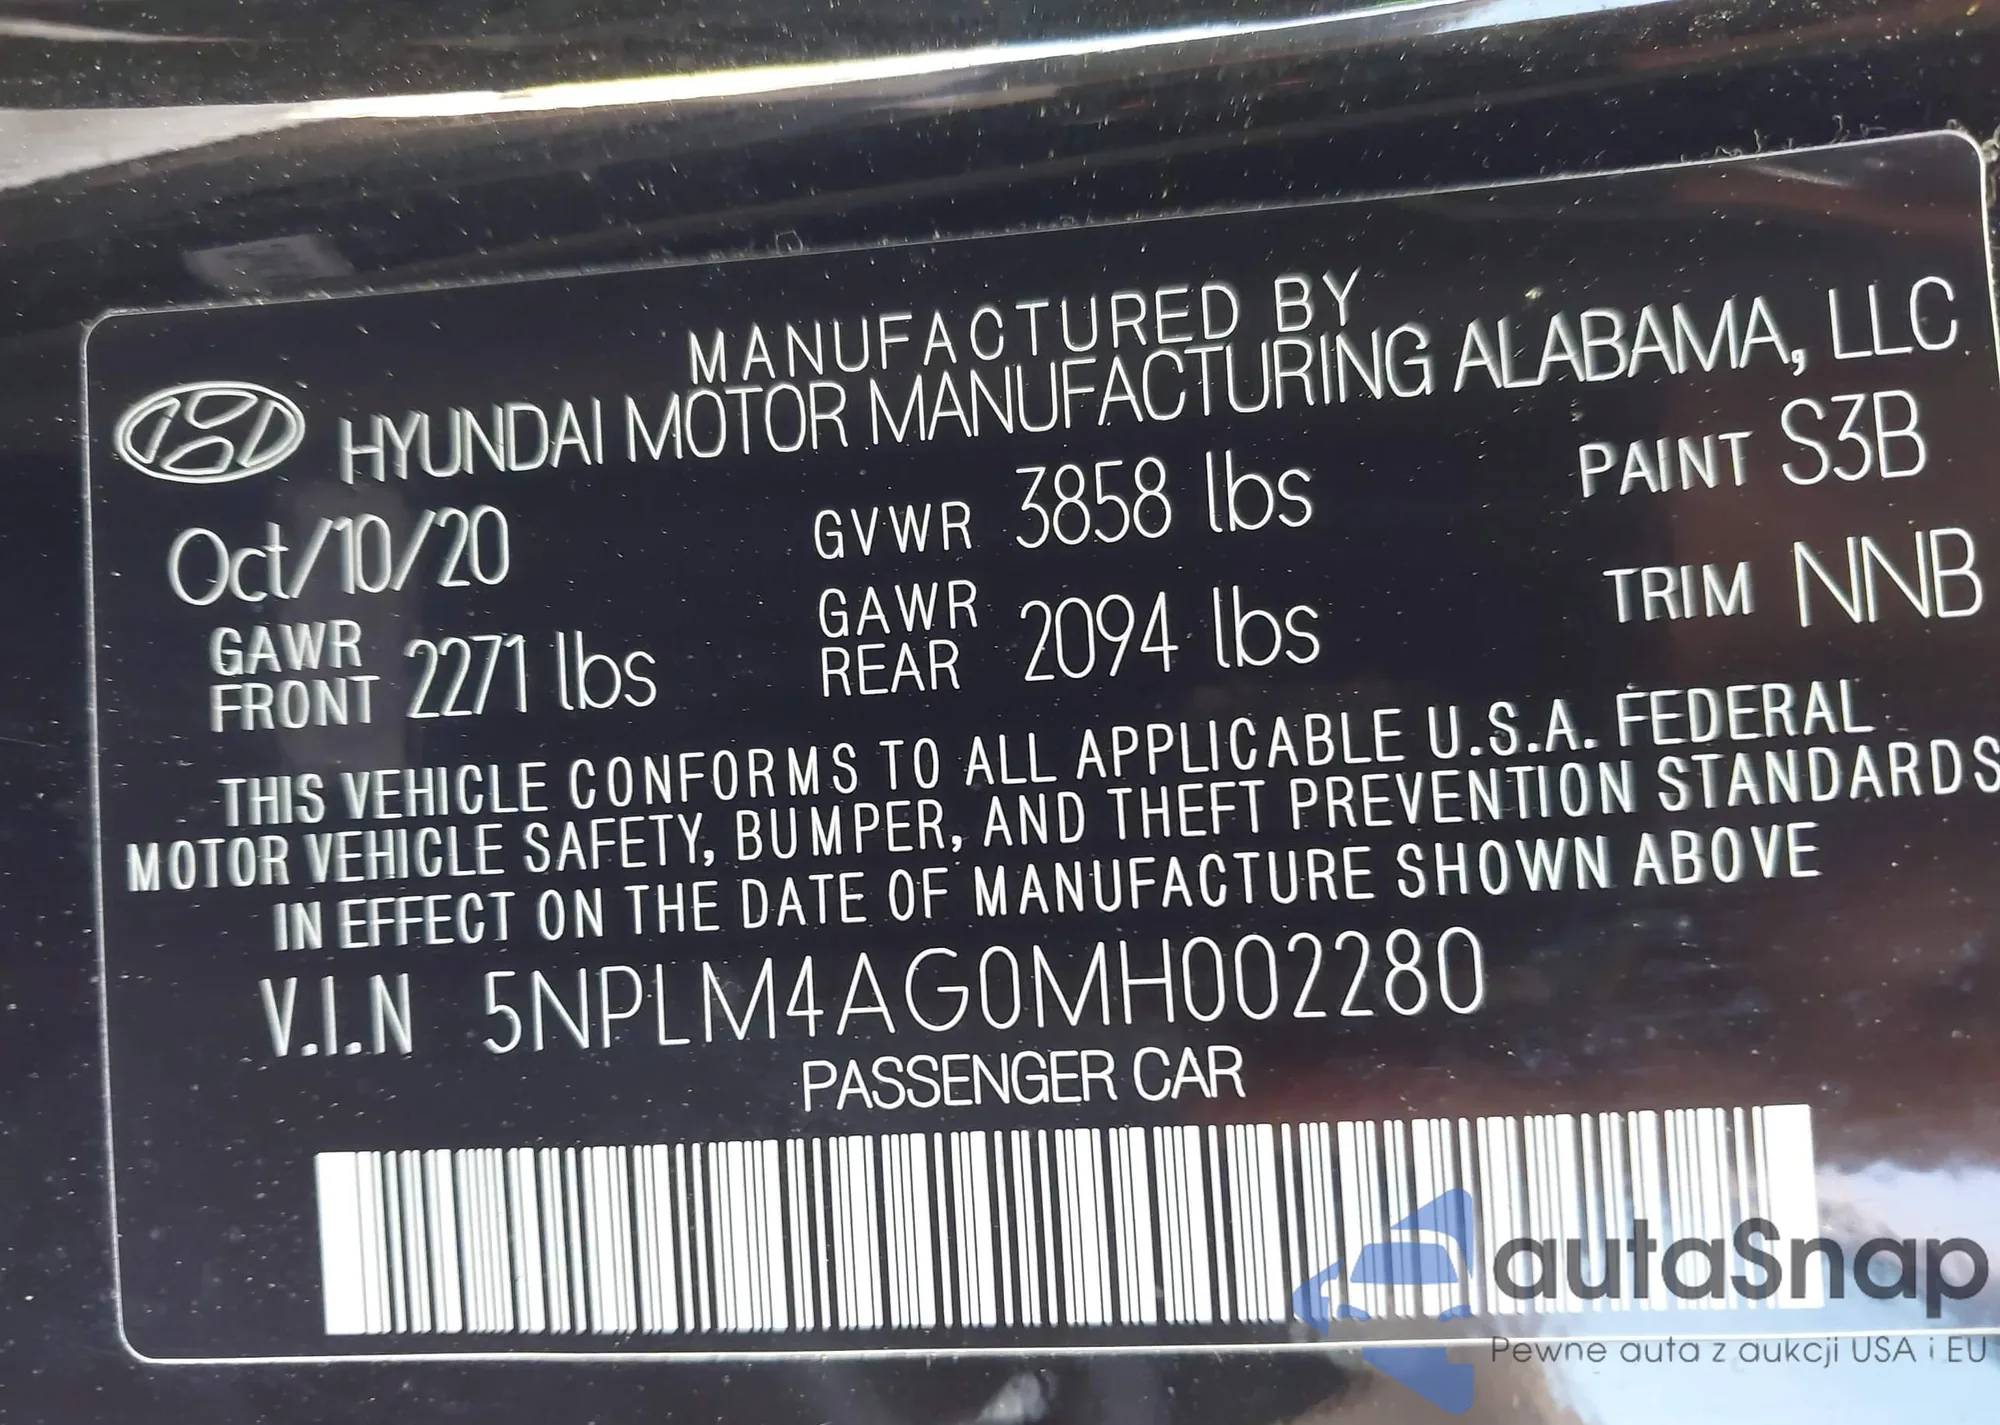 MANUFACTURED BY
HYUNDAI MOTOR MANUFACTURING ALABAMA, LLC
Oct/10/20 GVWR 3858 lbs PAINT S3B
GAWR FRONT 2271 lbs GAWR REAR 2094 lbs TRIM NNB
THIS VEHICLE CONFORMS TO ALL APPLICABLE U.S.A. FEDERAL
MOTOR VEHICLE SAFETY, BUMPER, AND THEFT PREVENTION STANDARDS
IN EFFECT ON THE DATE OF MANUFACTURE SHOWN ABOVE
V.I.N 5NPLM4AG0MH002280
PASSENGER CAR
autaSnap
Pewne auta z aukcji USA i EU